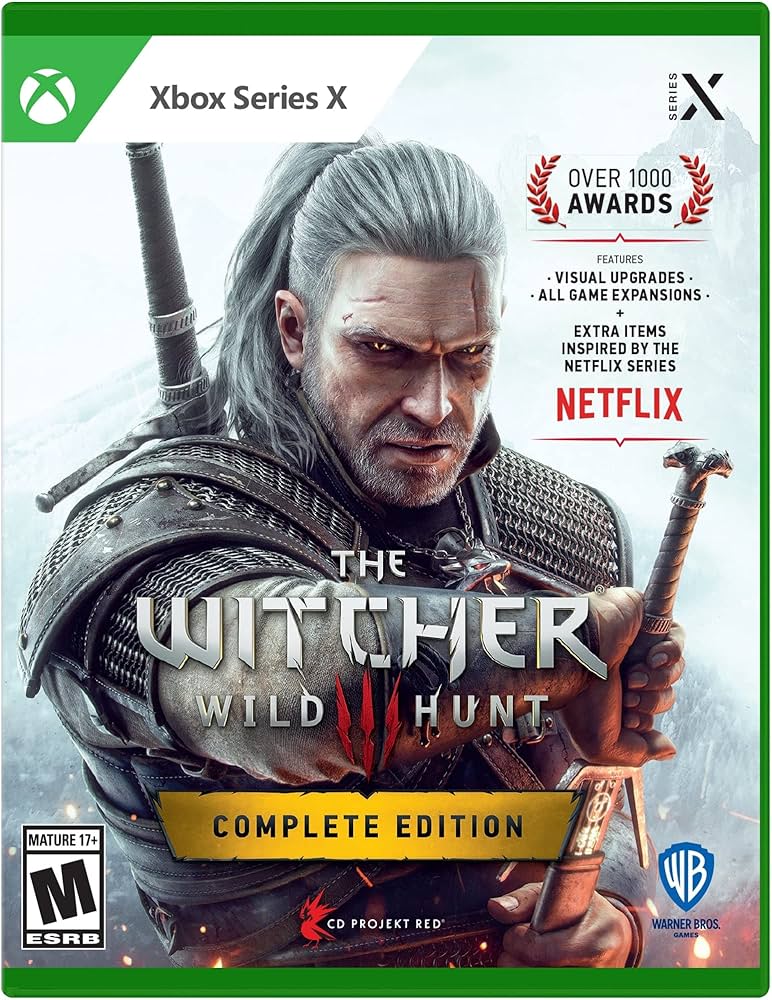 Xbox Series X
SERIES X
OVER 1000
AWARDS
FEATURES
· VISUAL UPGRADES ·
· ALL GAME EXPANSIONS ·
+
EXTRA ITEMS
INSPIRED BY THE
NETFLIX SERIES
NETFLIX
THE
WITCHER®
WILD III HUNT
COMPLETE EDITION
MATURE 17+
M
ESRB
CD PROJEKT RED®
WB
WARNER BROS.
GAMES